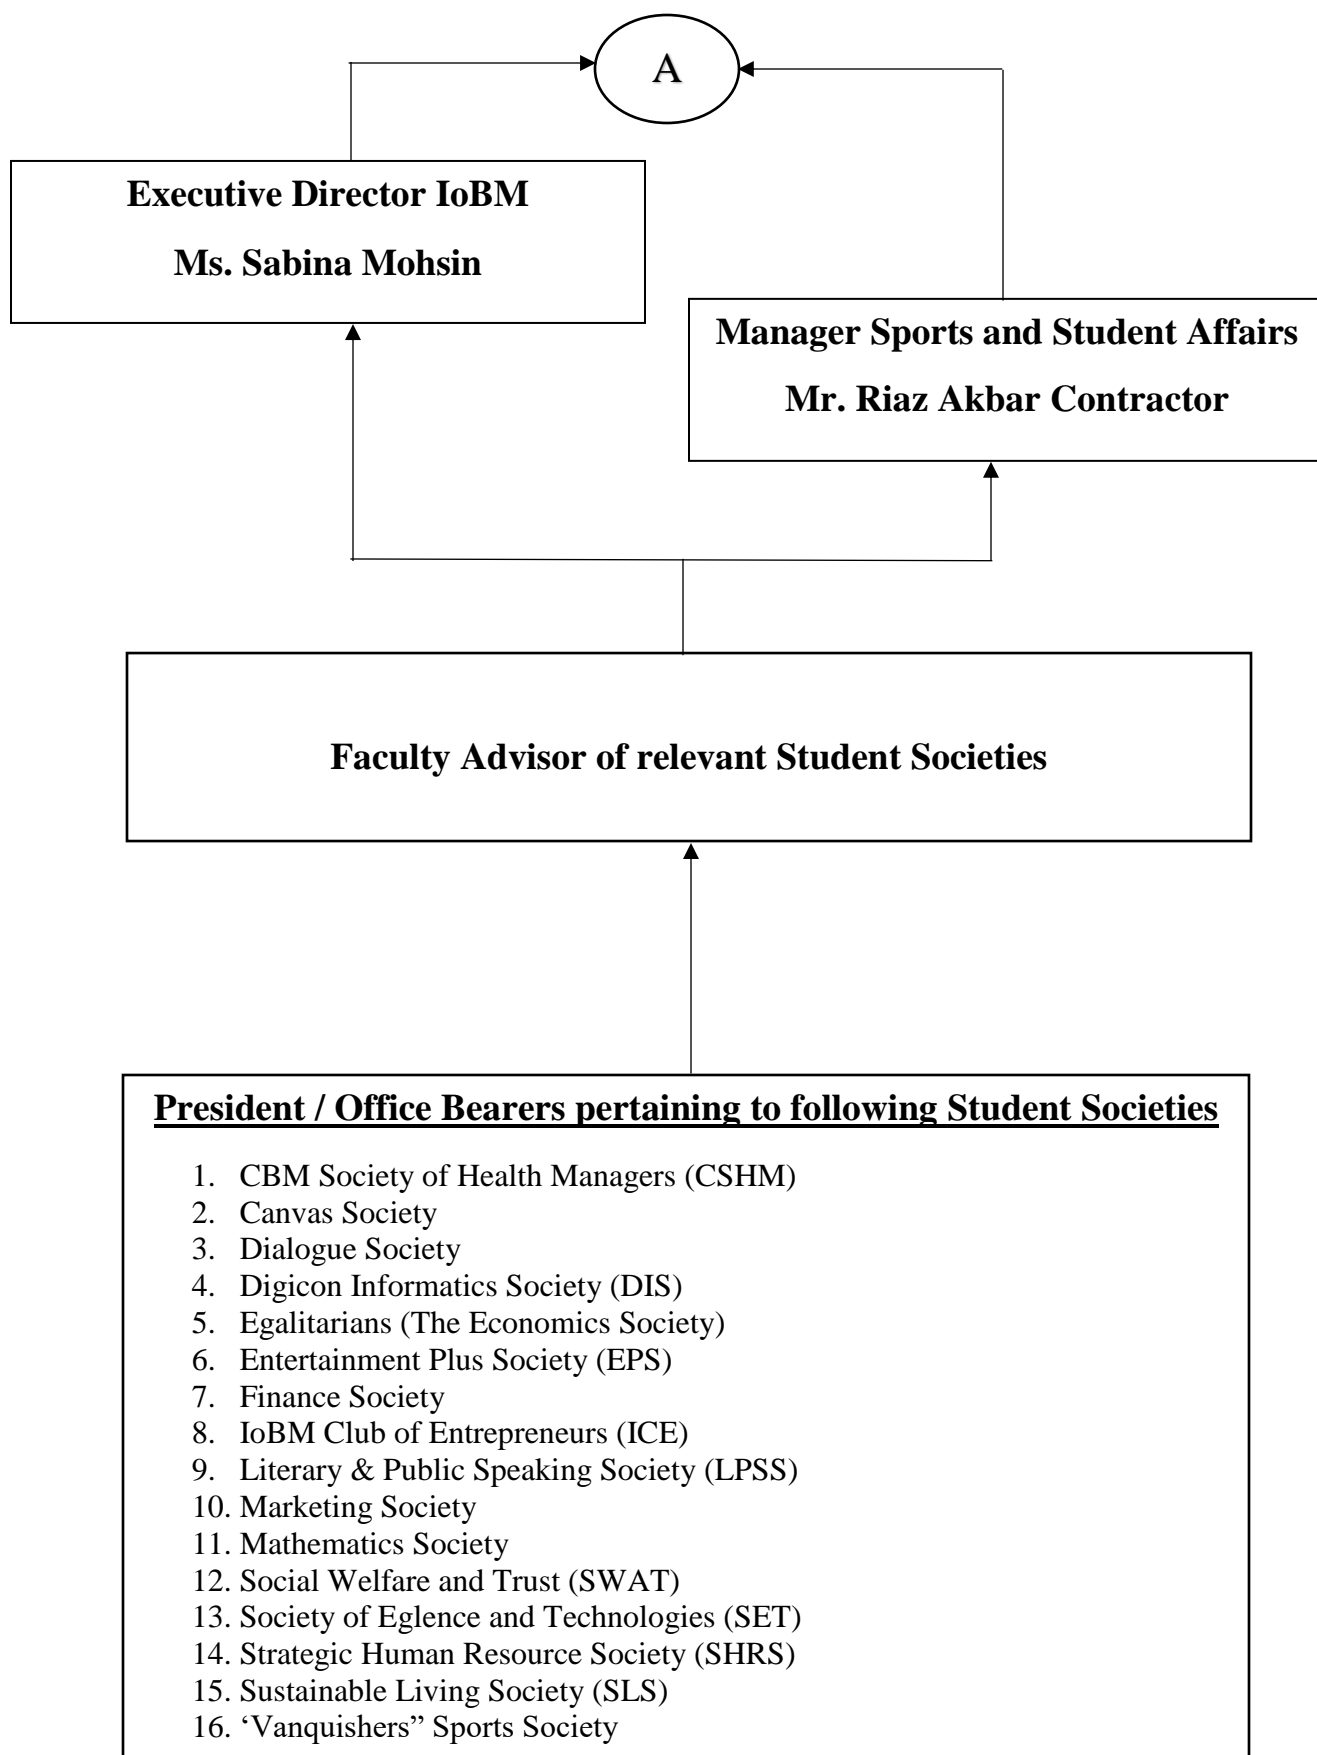 A
Executive Director IoBM
Ms. Sabina Mohsin
Manager Sports and Student Affairs
Mr. Riaz Akbar Contractor
Faculty Advisor of relevant Student Societies
President / Office Bearers pertaining to following Student Societies
1. CBM Society of Health Managers (CSHM)
2. Canvas Society
3. Dialogue Society
4. Digicon Informatics Society (DIS)
5. Egalitarians (The Economics Society)
6. Entertainment Plus Society (EPS)
7. Finance Society
8. IoBM Club of Entrepreneurs (ICE)
9. Literary & Public Speaking Society (LPSS)
10. Marketing Society
11. Mathematics Society
12. Social Welfare and Trust (SWAT)
13. Society of Eglence and Technologies (SET)
14. Strategic Human Resource Society (SHRS)
15. Sustainable Living Society (SLS)
16. ‘Vanquishers” Sports Society